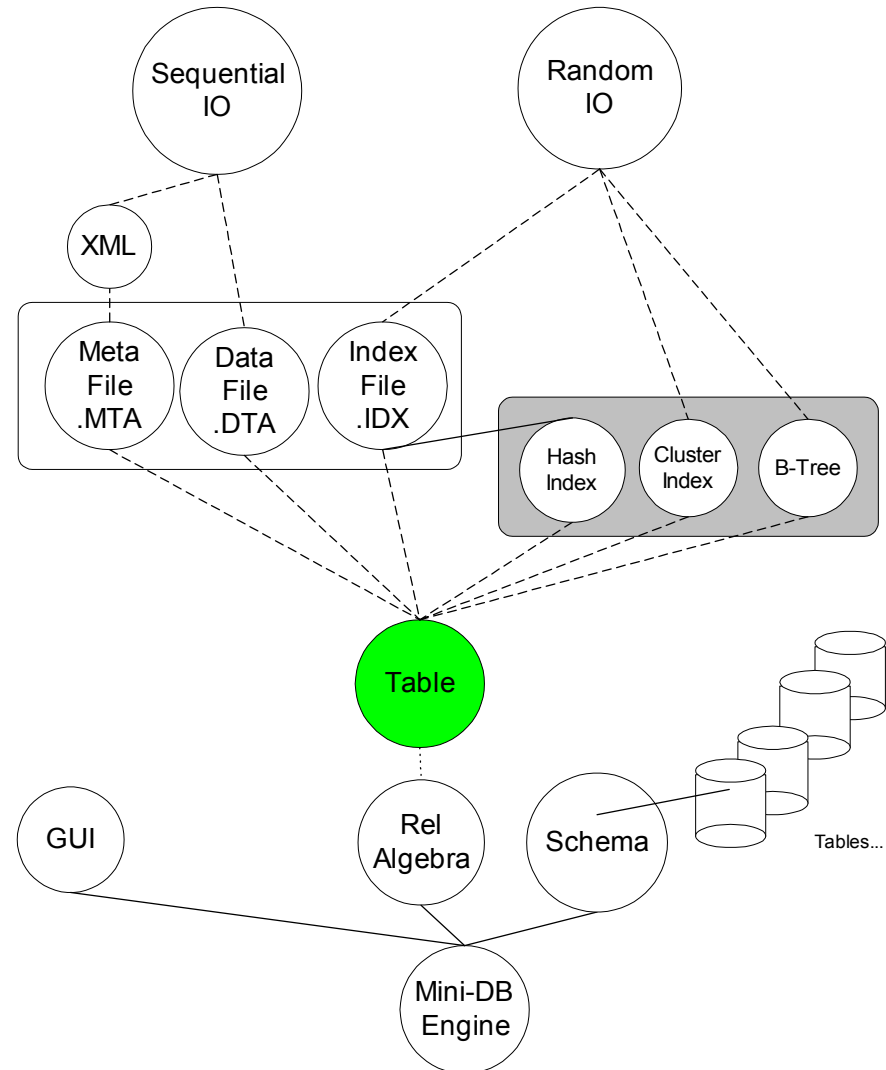 Sequential
IO
Random
IO
XML
Meta
File
.MTA
Data
File
.DTA
Index
File
.IDX
Hash
Index
Cluster
Index
B-Tree
Table
GUI
Rel
Algebra
Schema
Tables...
Mini-DB
Engine